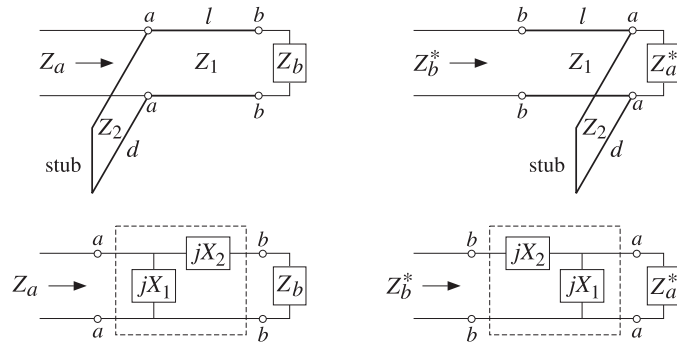 a l b b l a
Z_a Z_1 Z_b Z_b^* Z_1 Z_a^*
a b b a
Z_2 Z_2
stub d stub d
a b b a
jX_2 jX_2
Z_a jX_1 Z_b Z_b^* jX_1 Z_a^*
a b b a